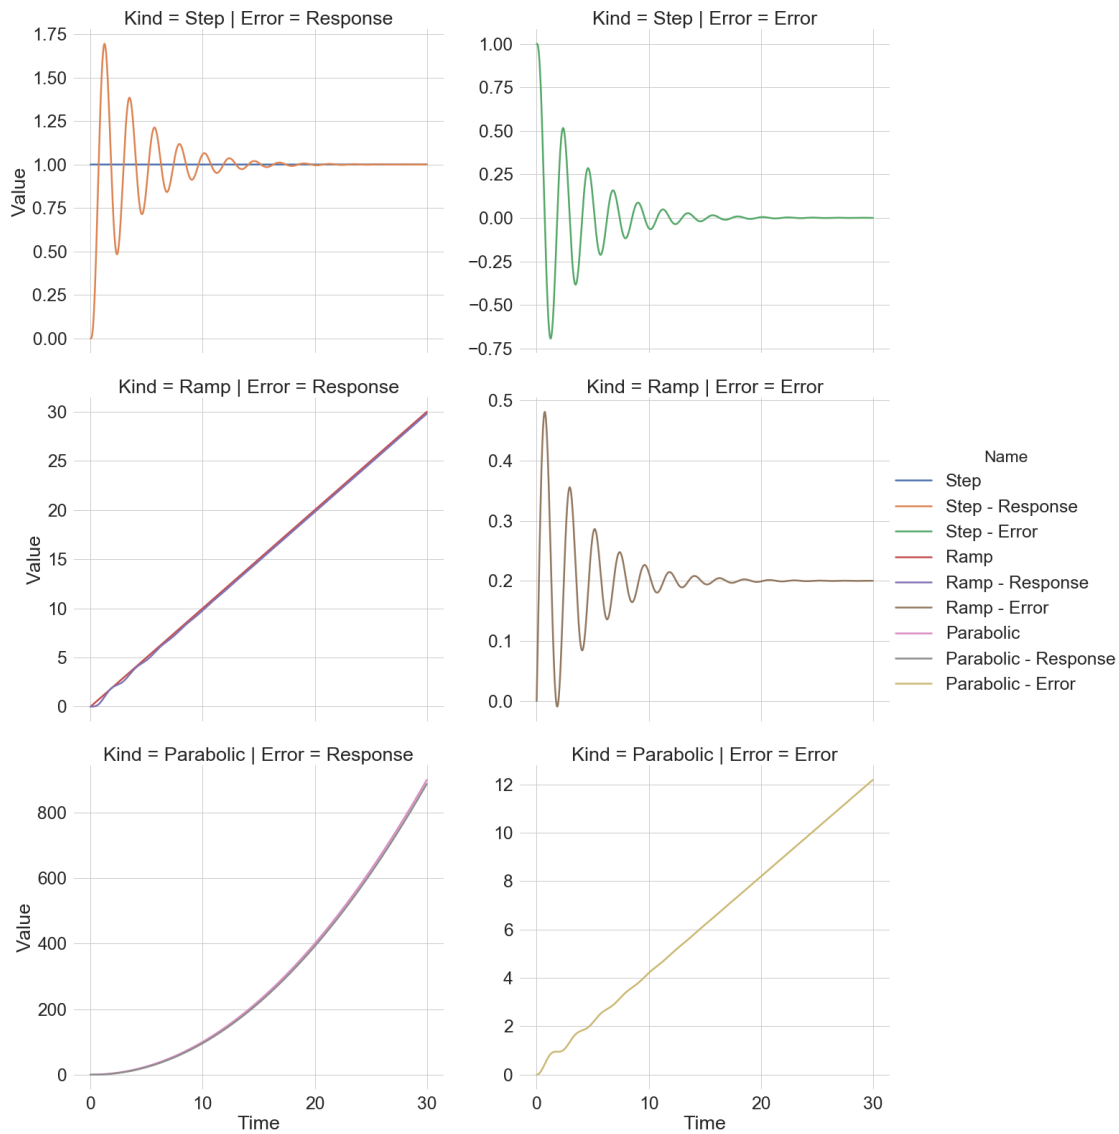 Kind = Step | Error = Response
1.75
1.50
1.25
1.00
0.75
0.50
0.25
0.00
Value
Kind = Step | Error = Error
1.00
0.75
0.50
0.25
0.00
−0.25
−0.50
−0.75
Kind = Ramp | Error = Response
30
25
20
15
10
5
0
Value
Kind = Ramp | Error = Error
0.5
0.4
0.3
0.2
0.1
0.0
Name
Step
Step - Response
Step - Error
Ramp
Ramp - Response
Ramp - Error
Parabolic
Parabolic - Response
Parabolic - Error
Kind = Parabolic | Error = Response
800
600
400
200
0
Value
0 10 20 30
Time
Kind = Parabolic | Error = Error
12
10
8
6
4
2
0
0 10 20 30
Time